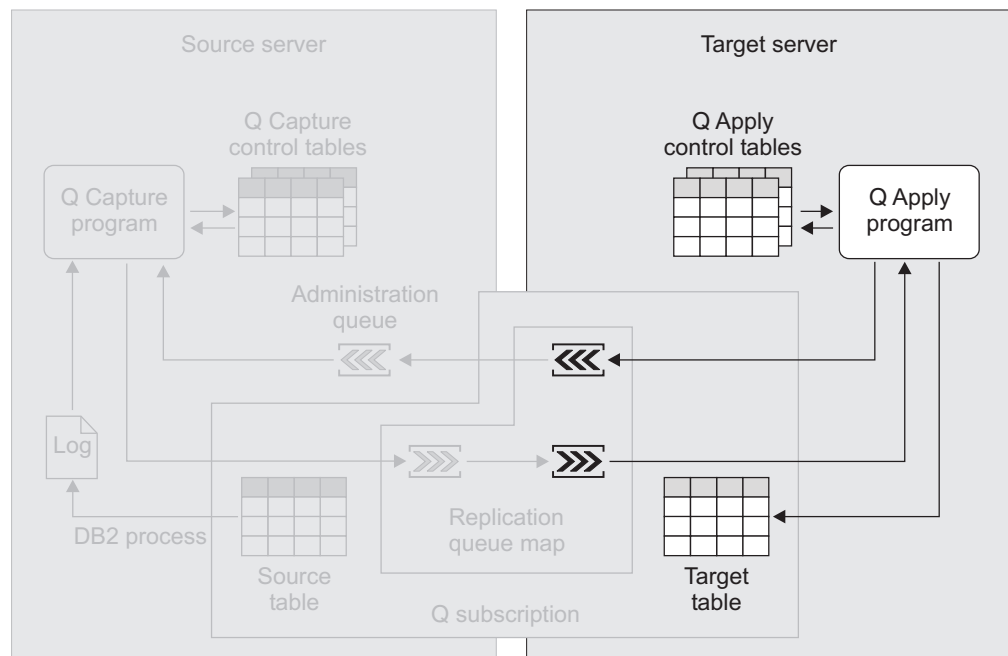 Source server
Target server
Q Capture
control tables
Q Apply
control tables
Q Capture
program
Q Apply
program
Administration
queue
Log
DB2 process
Replication
queue map
Source
table
Target
table
Q subscription